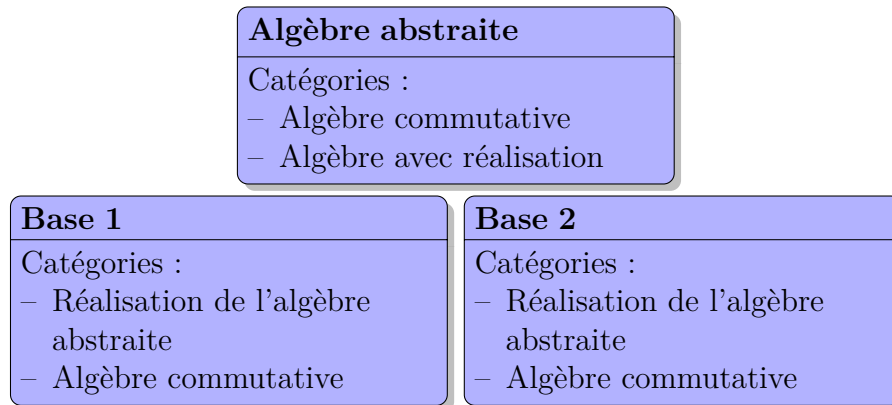 Algèbre abstraite
Catégories :
– Algèbre commutative
– Algèbre avec réalisation
Base 1
Catégories :
– Réalisation de l'algèbre
abstraite
– Algèbre commutative
Base 2
Catégories :
– Réalisation de l'algèbre
abstraite
– Algèbre commutative